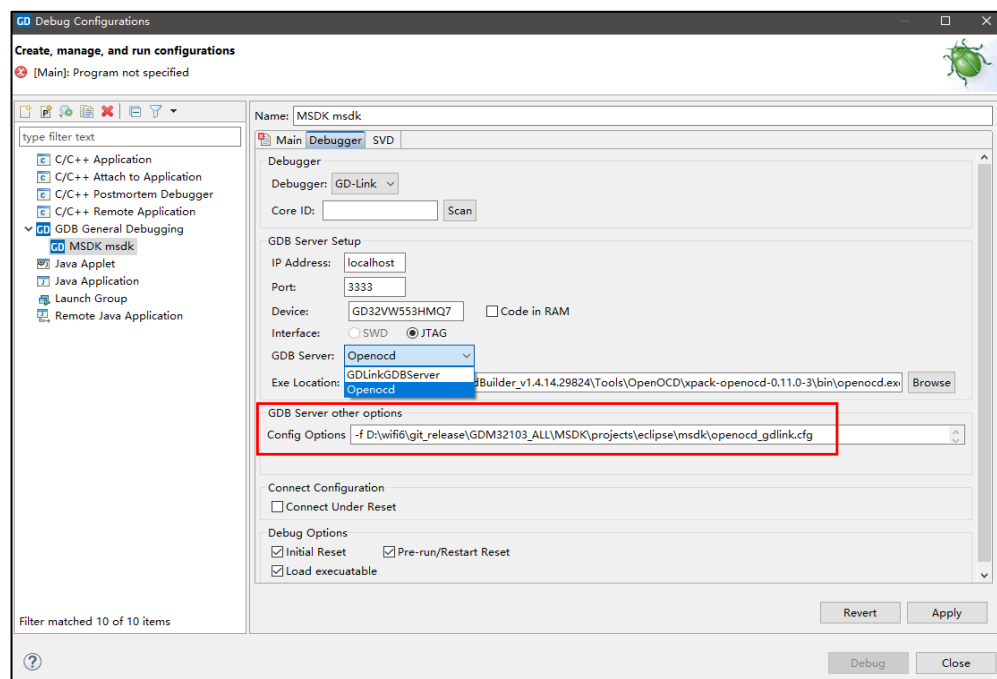 GD Debug Configurations
Create, manage, and run configurations
[Main]: Program not specified
Name: MSDK msdk
type filter text
C/C++ Application
C/C++ Attach to Application
C/C++ Postmortem Debugger
C/C++ Remote Application
GDB General Debugging
MSDK msdk
Java Applet
Java Application
Launch Group
Remote Java Application
Filter matched 10 of 10 items
Main Debugger SVD
Debugger
Debugger: GD-Link
Core ID: Scan
GDB Server Setup
IP Address: localhost
Port: 3333
Device: GD32VW553HMQ7 Code in RAM
Interface: SWD JTAG
GDB Server: Openocd
GDLinkGDBServer
Openocd
Exe Location: dBuilder_v1.4.14.29824\Tools\OpenOCD\xpack-openocd-0.11.0-3\bin\openocd.exe Browse
GDB Server other options
Config Options -f D:\wifi6\git_release\GDM32103_ALL\MSDK\projects\eclipse\msdk\openocd_gdlink.cfg
Connect Configuration
Connect Under Reset
Debug Options
Initial Reset Pre-run/Restart Reset
Load execuatable
Revert Apply
Debug Close